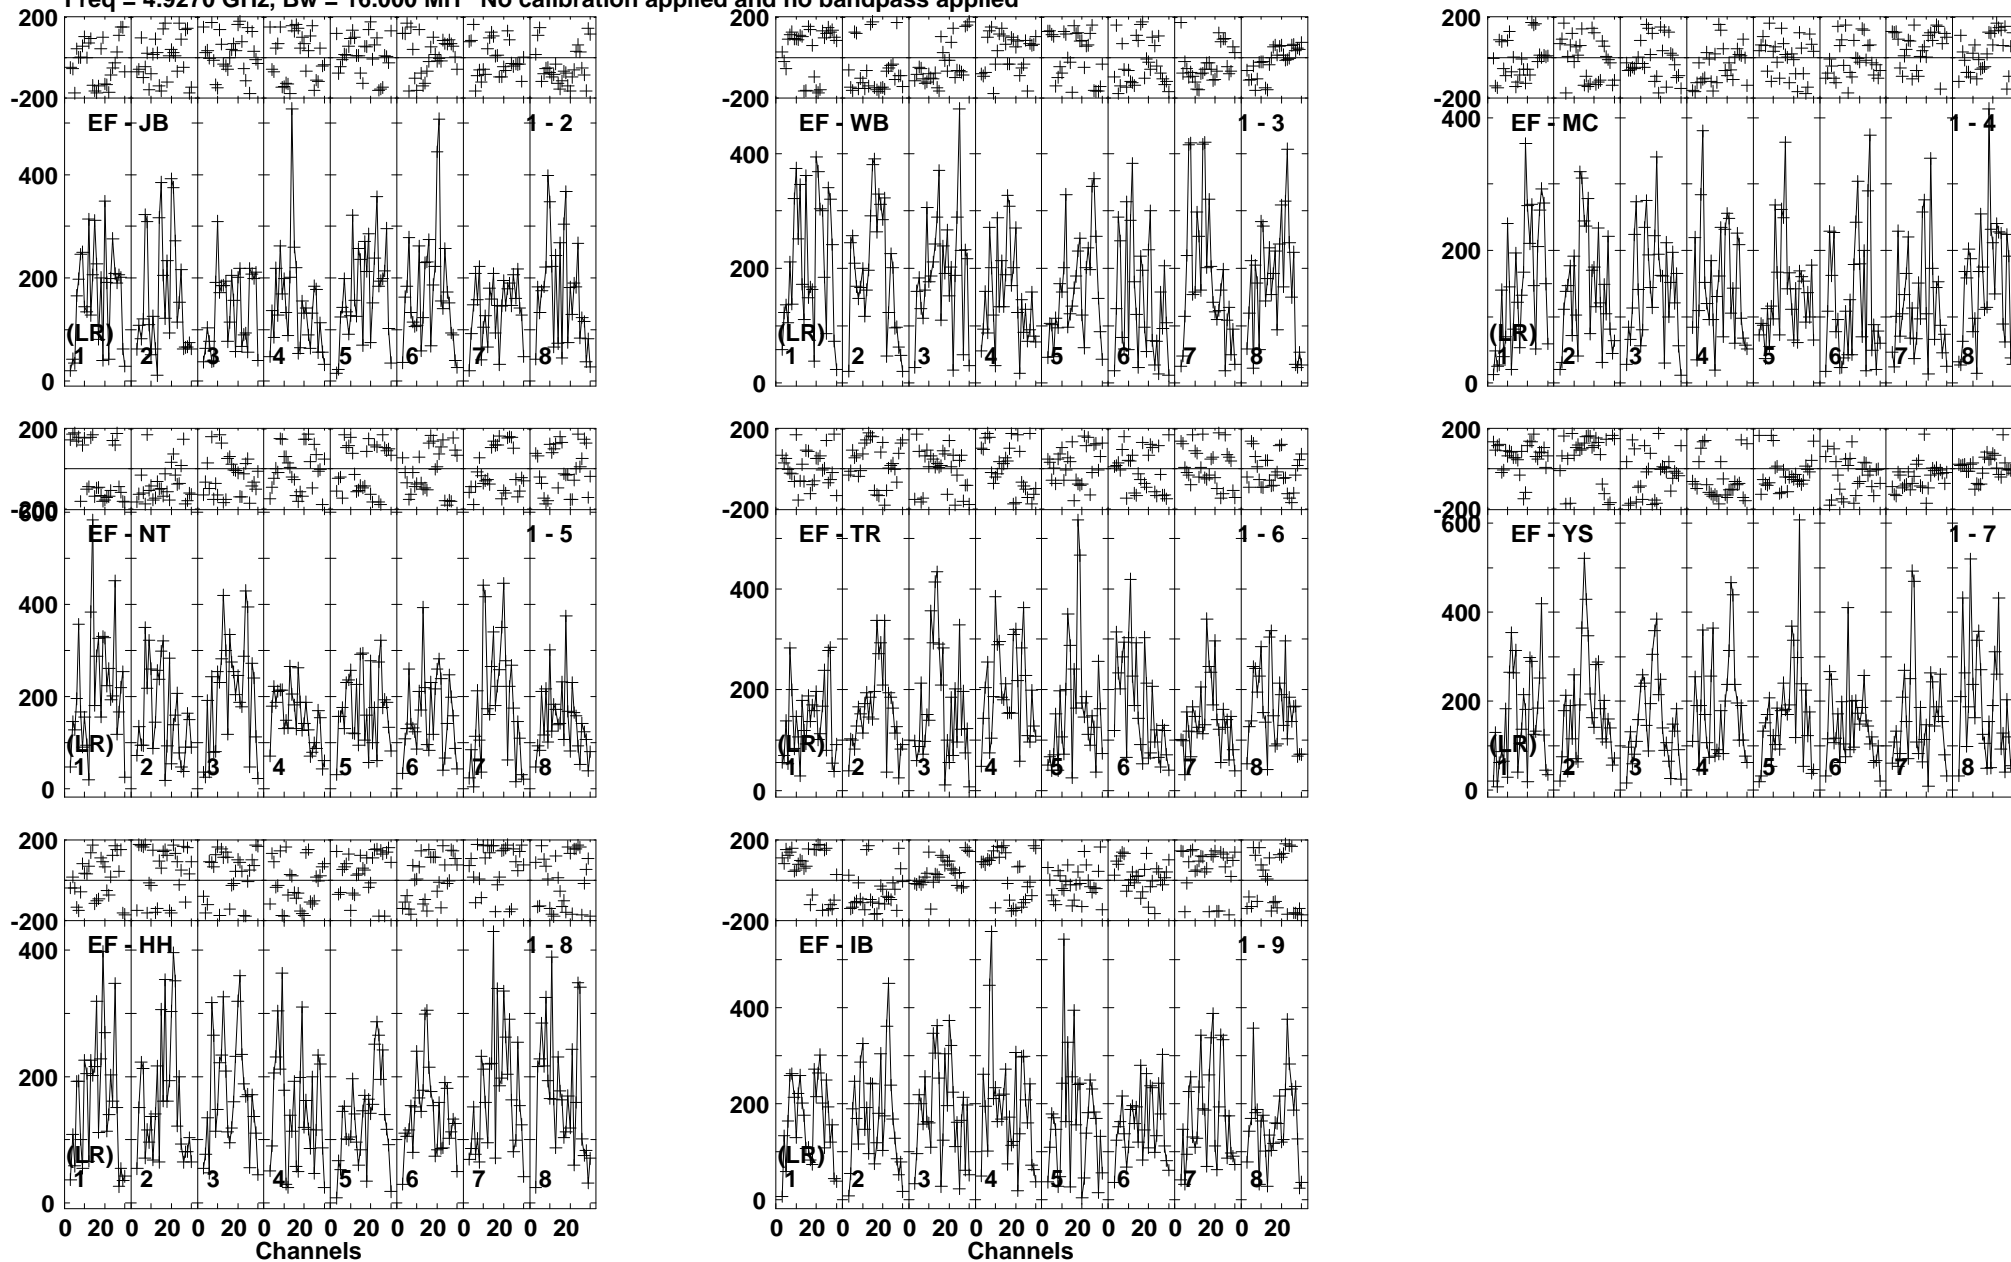 Freq = 4.9270 GHz, Bw = 16.000 MH No calibration applied and no bandpass applied
200 200 200
-200 -200 -200
EF - JB 1 - 2 EF - WB 1 - 3 EF - MC 1 - 4
400 400 400
200 200 200
(LR) (LR) (LR)
1 2 3 4 5 6 7 8 1 2 3 4 5 6 7 8 1 2 3 4 5 6 7 8
0 0 0
200 200 200
-200 -200 -200
600 600
EF - NT 1 - 5 EF - TR 1 - 6 EF - YS 1 - 7
400 400 400
200 200 200
(LR) (LR) (LR)
1 2 3 4 5 6 7 8 1 2 3 4 5 6 7 8 1 2 3 4 5 6 7 8
0 0 0
200 200
-200 -200
EF - HH 1 - 8 EF - IB 1 - 9
400 400
200 200
(LR) (LR)
1 2 3 4 5 6 7 8 1 2 3 4 5 6 7 8
0 0
0 20 0 20 0 20 0 20 0 20 0 20 0 20 0 20 0 20 0 20 0 20 0 20 0 20 0 20 0 20 0 20
Channels Channels